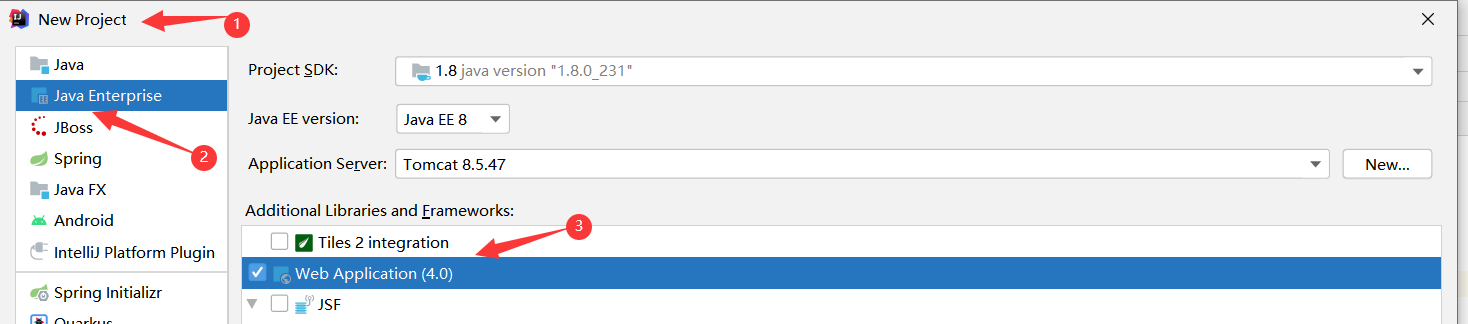 New Project
1
Java
Java Enterprise
JBoss
2
Spring
Java FX
Android
IntelliJ Platform Plugin
Spring Initializr
Quarkus
Project SDK:
1.8 java version "1.8.0_231"
Java EE version:
Java EE 8
Application Server:
Tomcat 8.5.47
New...
Additional Libraries and Frameworks:
3
Tiles 2 integration
Web Application (4.0)
JSF